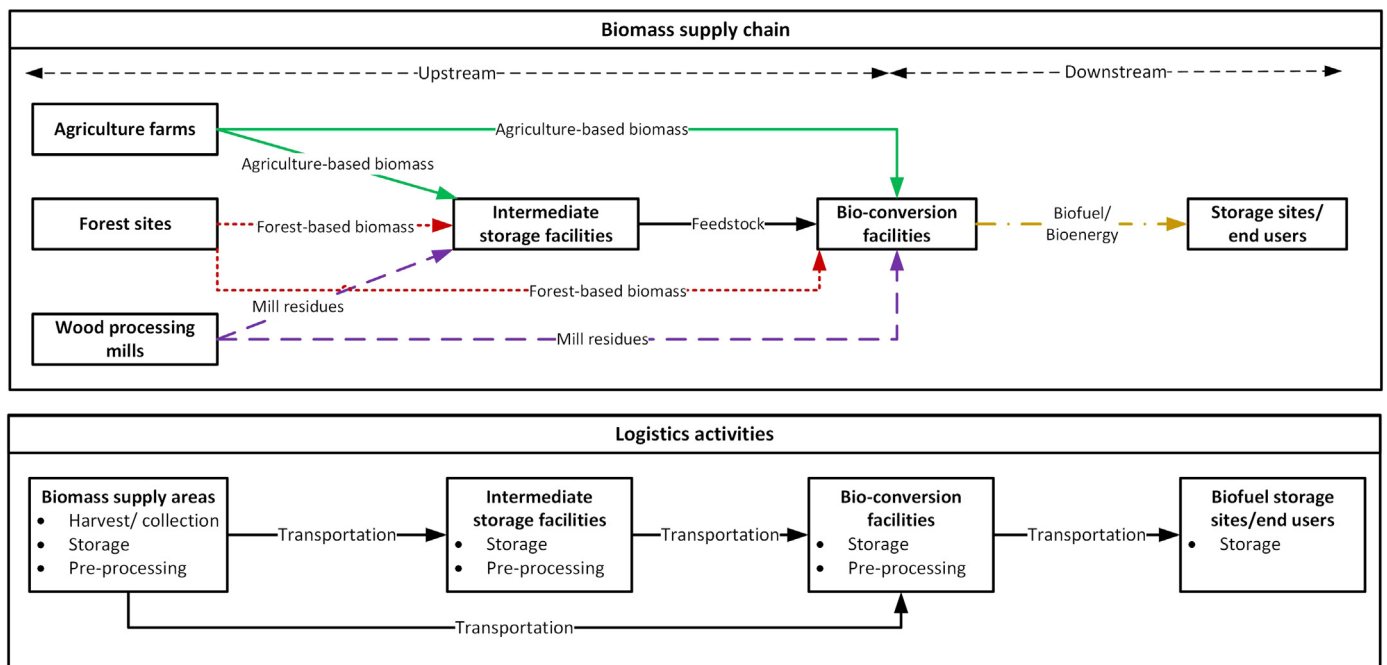 Biomass supply chain
Upstream
Downstream
Agriculture farms
Agriculture-based biomass
Agriculture-based biomass
Forest sites
Forest-based biomass
Intermediate
storage facilities
Feedstock
Bio-conversion
facilities
Biofuel/
Bioenergy
Storage sites/
end users
Forest-based biomass
Mill residues
Wood processing
mills
Mill residues
Logistics activities
Biomass supply areas
• Harvest/ collection
• Storage
• Pre-processing
Transportation
Intermediate
storage facilities
• Storage
• Pre-processing
Transportation
Bio-conversion
facilities
• Storage
• Pre-processing
Transportation
Biofuel storage
sites/end users
• Storage
Transportation